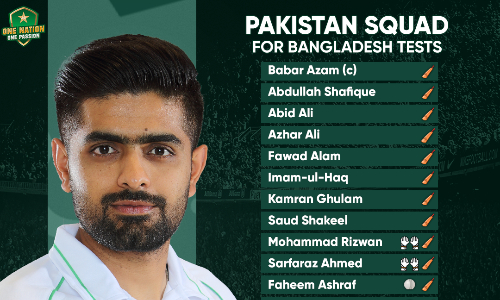 ONE NATION
ONE PASSION
PAKISTAN SQUAD
FOR BANGLADESH TESTS
Babar Azam (c)
Abdullah Shafique
Abid Ali
Azhar Ali
Fawad Alam
Imam-ul-Haq
Kamran Ghulam
Saud Shakeel
Mohammad Rizwan
Sarfaraz Ahmed
Faheem Ashraf